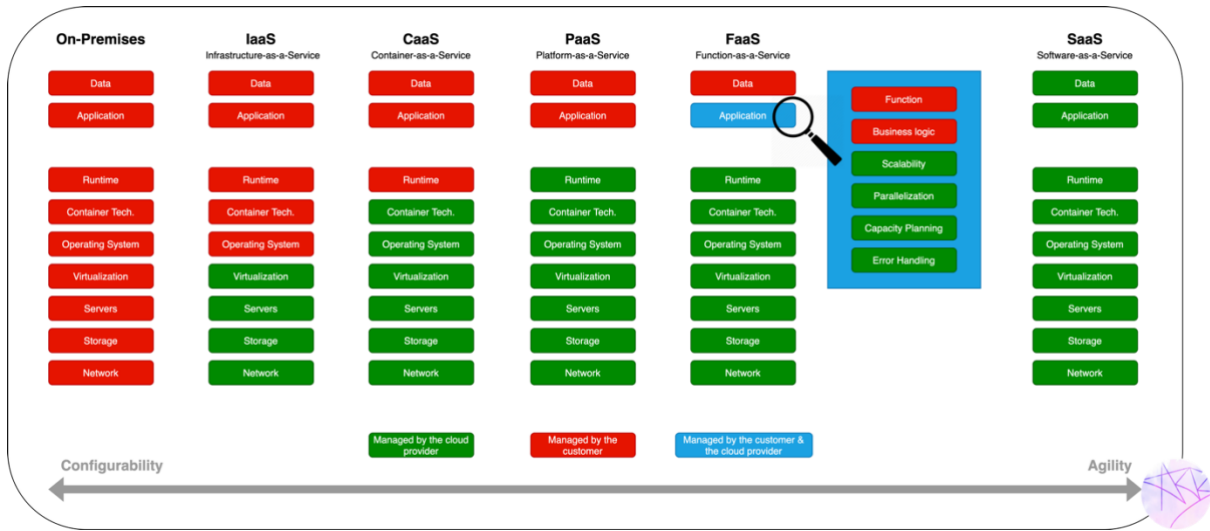 On-Premises
Data
Application
Runtime
Container Tech.
Operating System
Virtualization
Servers
Storage
Network
IaaS
Infrastructure-as-a-Service
Data
Application
Runtime
Container Tech.
Operating System
Virtualization
Servers
Storage
Network
CaaS
Container-as-a-Service
Data
Application
Runtime
Container Tech.
Operating System
Virtualization
Servers
Storage
Network
PaaS
Platform-as-a-Service
Data
Application
Runtime
Container Tech.
Operating System
Virtualization
Servers
Storage
Network
FaaS
Function-as-a-Service
Data
Application
Runtime
Container Tech.
Operating System
Virtualization
Servers
Storage
Network
Function
Business logic
Scalability
Parallelization
Capacity Planning
Error Handling
SaaS
Software-as-a-Service
Data
Application
Runtime
Container Tech.
Operating System
Virtualization
Servers
Storage
Network
Managed by the cloud
provider
Managed by the
customer
Managed by the customer &
the cloud provider
Configurability
Agility